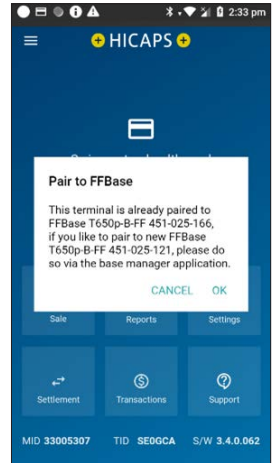 2:33 pm
HICAPS
Pair to FFBase
This terminal is already paired to
FFBase T650p-B-FF 451-025-166,
if you like to pair to new FFBase
T650p-B-FF 451-025-121, please do
so via the base manager application.
CANCEL OK
Sale Reports Settings
Settlement Transactions Support
MID 33005307 TID SE0GCA S/W 3.4.0.062